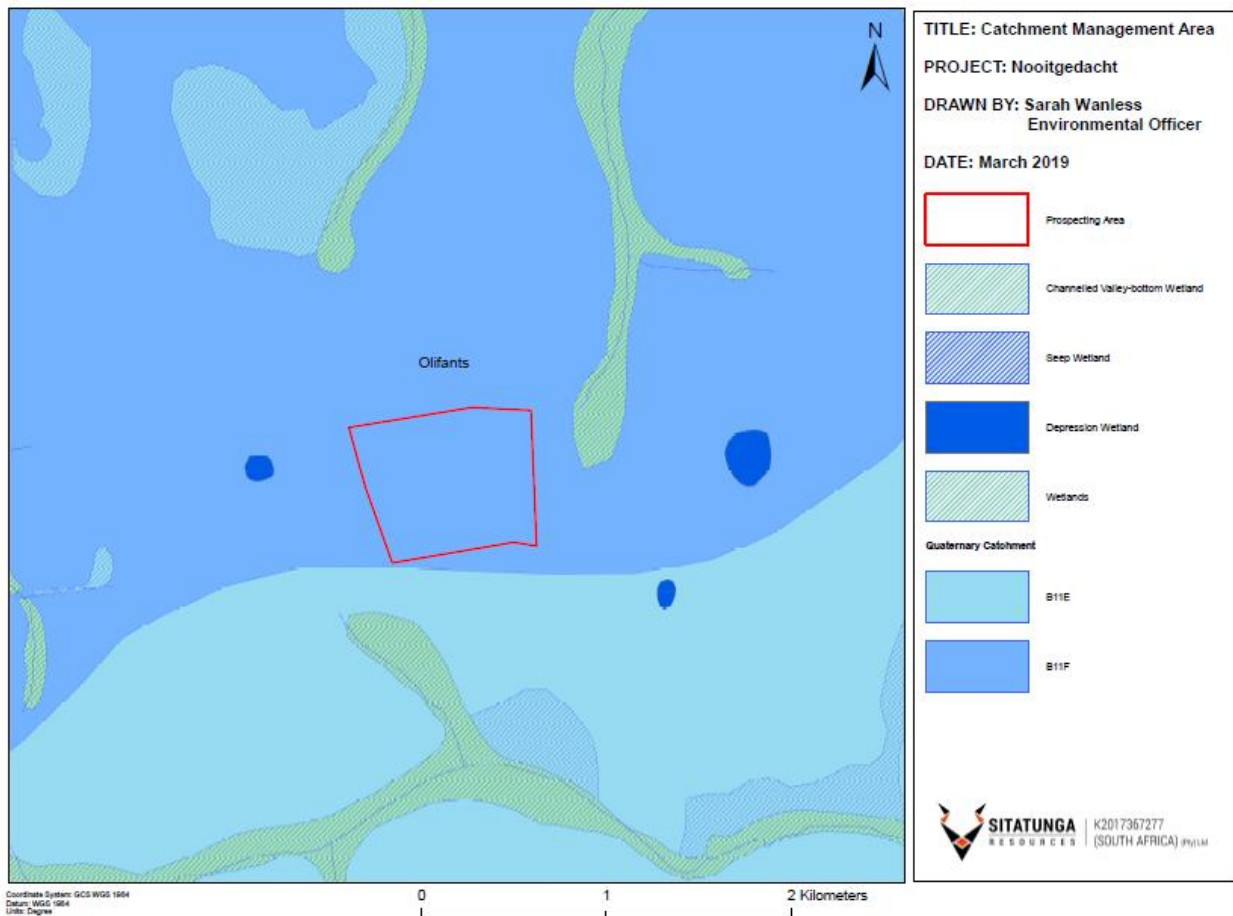 N
Olifants
TITLE: Catchment Management Area
PROJECT: Nooitgedacht
DRAWN BY: Sarah Wanless
Environmental Officer
DATE: March 2019
Prospecting Area
Channelled Valley-bottom Wetland
Seep Wetland
Depression Wetland
Wetlands
Quaternary Catchment
B11E
B11F
SITATUNGA
RESOURCES
K2017367277
(SOUTH AFRICA) (Pty) Ltd
Coordinate System: GCS WGS 1984
Datum: WGS 1984
Units: Degree
0 1 2 Kilometers